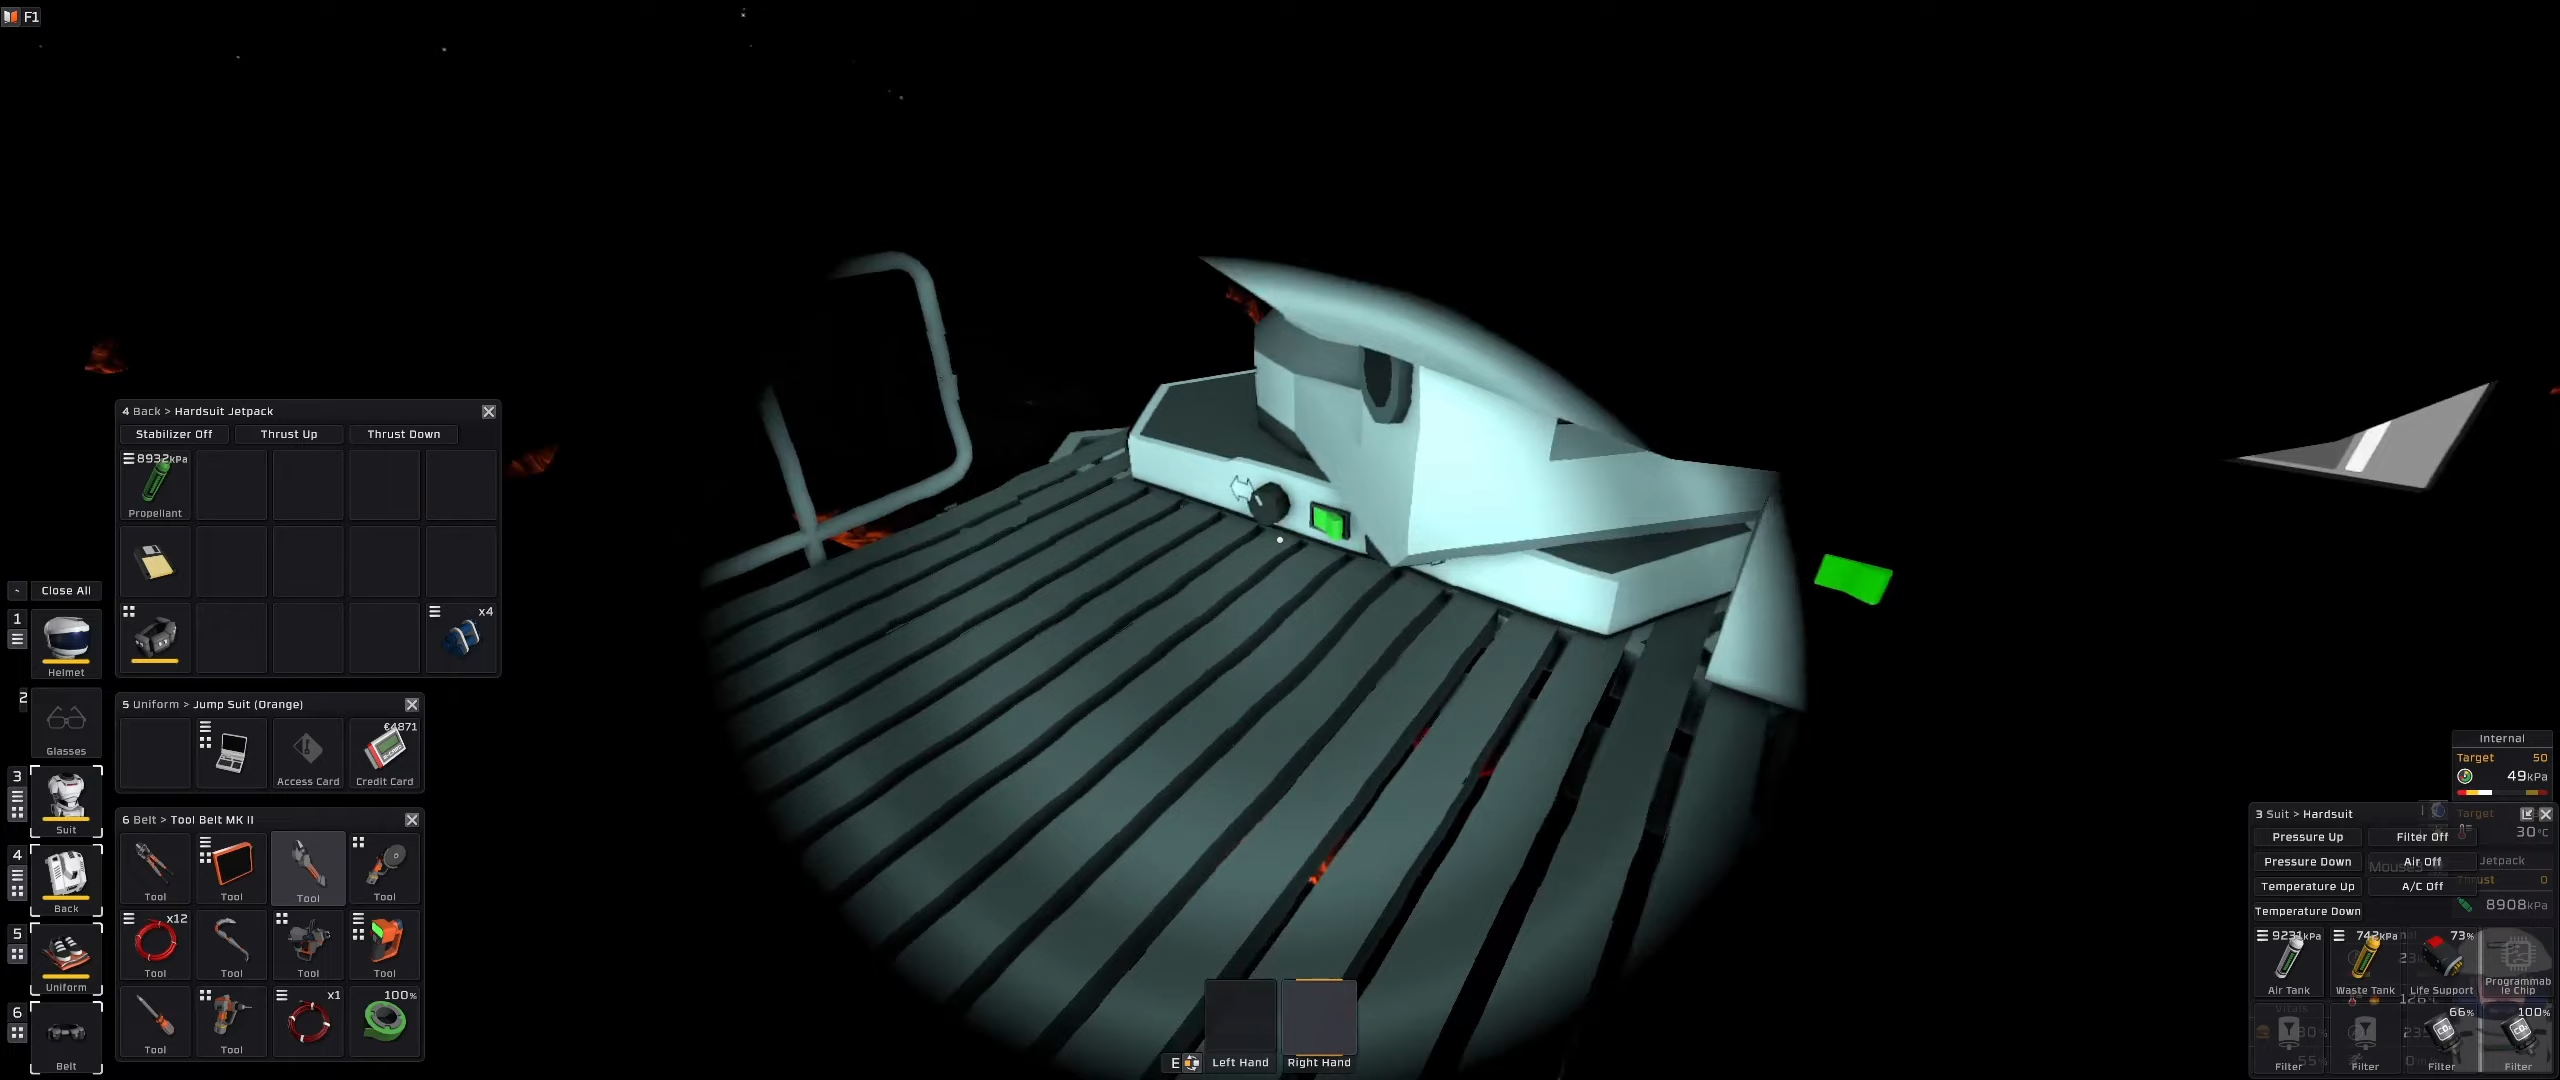 F1
4 Back > Hardsuit Jetpack
Stabilizer Off
Thrust Up
Thrust Down
8932kPa
Propellant
x4
~
Close All
1
Helmet
2
Glasses
3
Suit
4
Back
5
Uniform
6
Belt
5 Uniform > Jump Suit (Orange)
€4871
Access Card
Credit Card
6 Belt > Tool Belt MK II
Tool
Tool
Tool
Tool
x12
Tool
Tool
Tool
Tool
x1
100%
Tool
Tool
E
Left Hand
Right Hand
Internal
Target 50
49kPa
3 Suit > Hardsuit
Target
30°C
Pressure Up
Filter Off
Pressure Down
Air Off
Jetpack
Temperature Up
A/C Off
0
Temperature Down
8908kPa
9231kPa
742kPa
73%
Air Tank
Waste Tank
Life Support
Programmab
le Chip
66%
100%
Filter
Filter
Filter
Filter